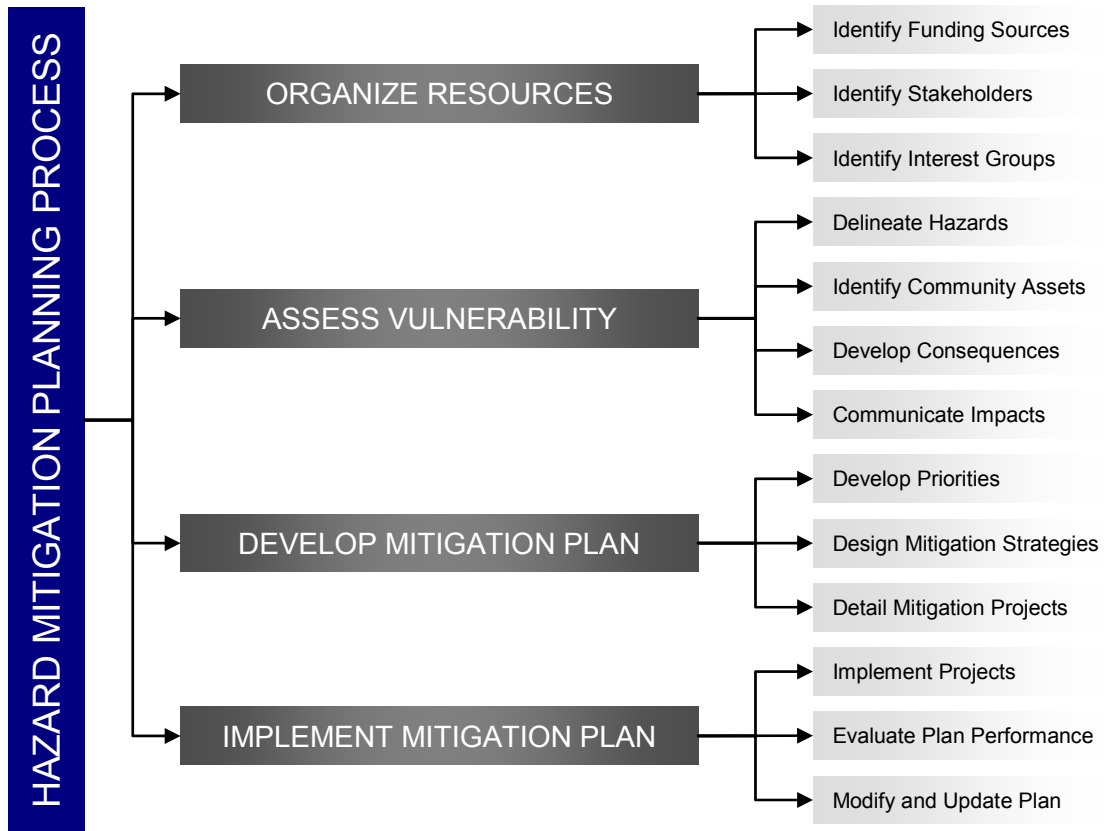 HAZARD MITIGATION PLANNING PROCESS
ORGANIZE RESOURCES
Identify Funding Sources
Identify Stakeholders
Identify Interest Groups
ASSESS VULNERABILITY
Delineate Hazards
Identify Community Assets
Develop Consequences
Communicate Impacts
DEVELOP MITIGATION PLAN
Develop Priorities
Design Mitigation Strategies
Detail Mitigation Projects
IMPLEMENT MITIGATION PLAN
Implement Projects
Evaluate Plan Performance
Modify and Update Plan